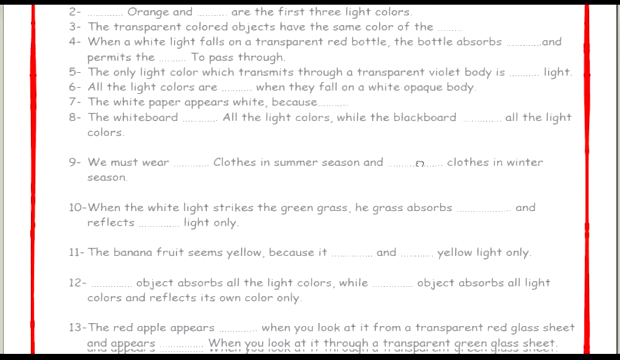 2- ........... Orange and ......... are the first three light colors.
3- The transparent colored objects have the same color of the ........
4- When a white light falls on a transparent red bottle, the bottle absorbs ...........and
permits the ......... To pass through.
5- The only light color which transmits through a transparent violet body is ......... light.
6- All the light colors are ......... when they fall on a white opaque body.
7- The white paper appears white, because.........
8- The whiteboard ........... All the light colors, while the blackboard ............. all the light
colors.
9- We must wear ........... Clothes in summer season and ................ clothes in winter
season.
10-When the white light strikes the green grass, he grass absorbs ................. and
reflects ............. light only.
11- The banana fruit seems yellow, because it ............. and ........... yellow light only.
12- ............. object absorbs all the light colors, while ............. object absorbs all light
colors and reflects its own color only.
13-The red apple appears ............. when you look at it from a transparent red glass sheet
and appears ............. When you look at it through a transparent green glass sheet.